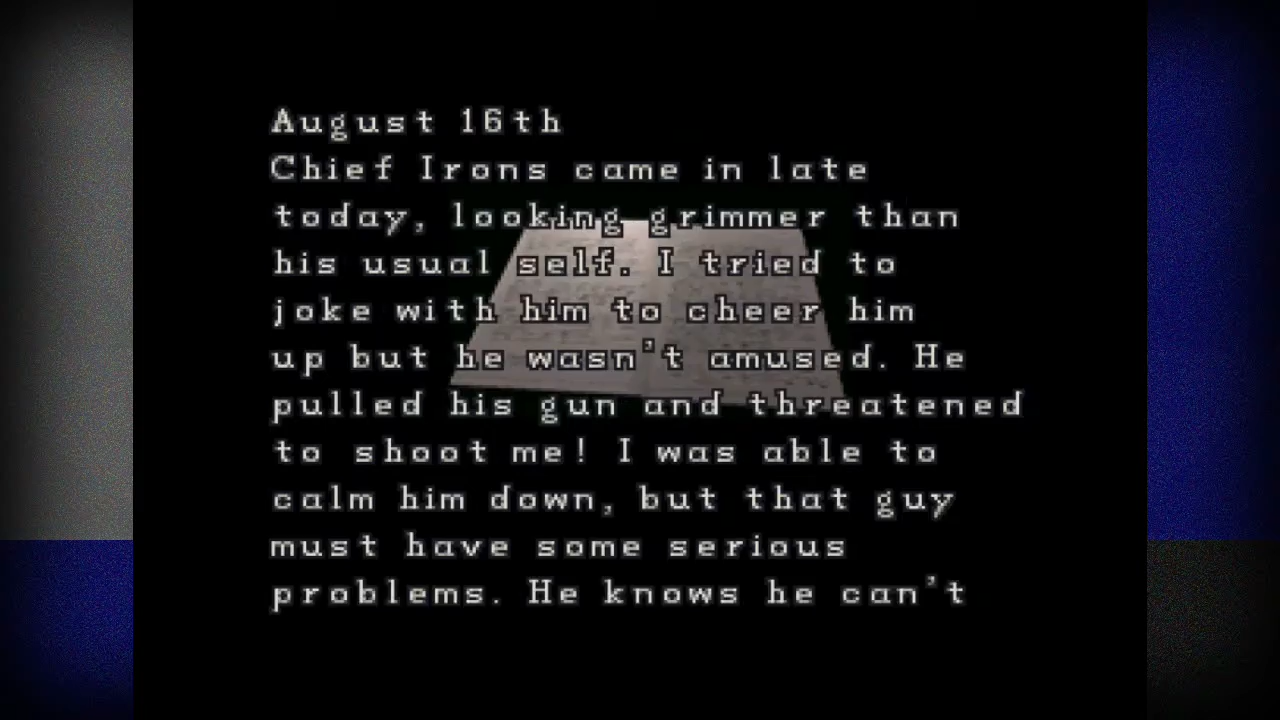 August 16th
Chief Irons came in late
today, looking grimmer than
his usual self. I tried to
joke with him to cheer him
up but he wasn't amused. He
pulled his gun and threatened
to shoot me! I was able to
calm him down, but that guy
must have some serious
problems. He knows he can't